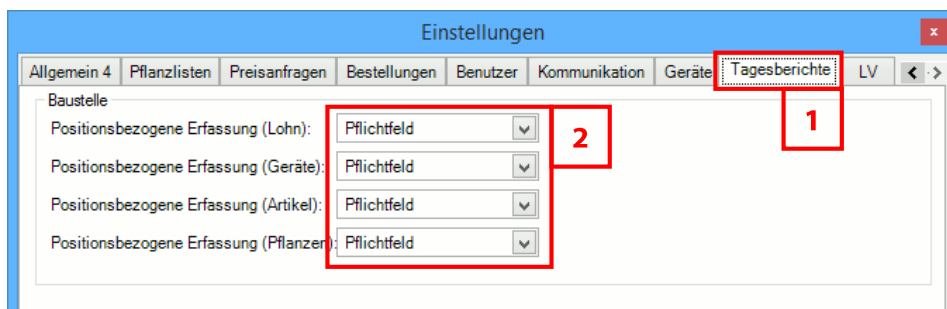 Einstellungen
x
Allgemein 4 Pflanzlisten Preisanfragen Bestellungen Benutzer Kommunikation Geräte Tagesberichte LV
Baustelle
1
Positionsbezogene Erfassung (Lohn): Pflichtfeld
2
Positionsbezogene Erfassung (Geräte): Pflichtfeld
Positionsbezogene Erfassung (Artikel): Pflichtfeld
Positionsbezogene Erfassung (Pflanzen): Pflichtfeld